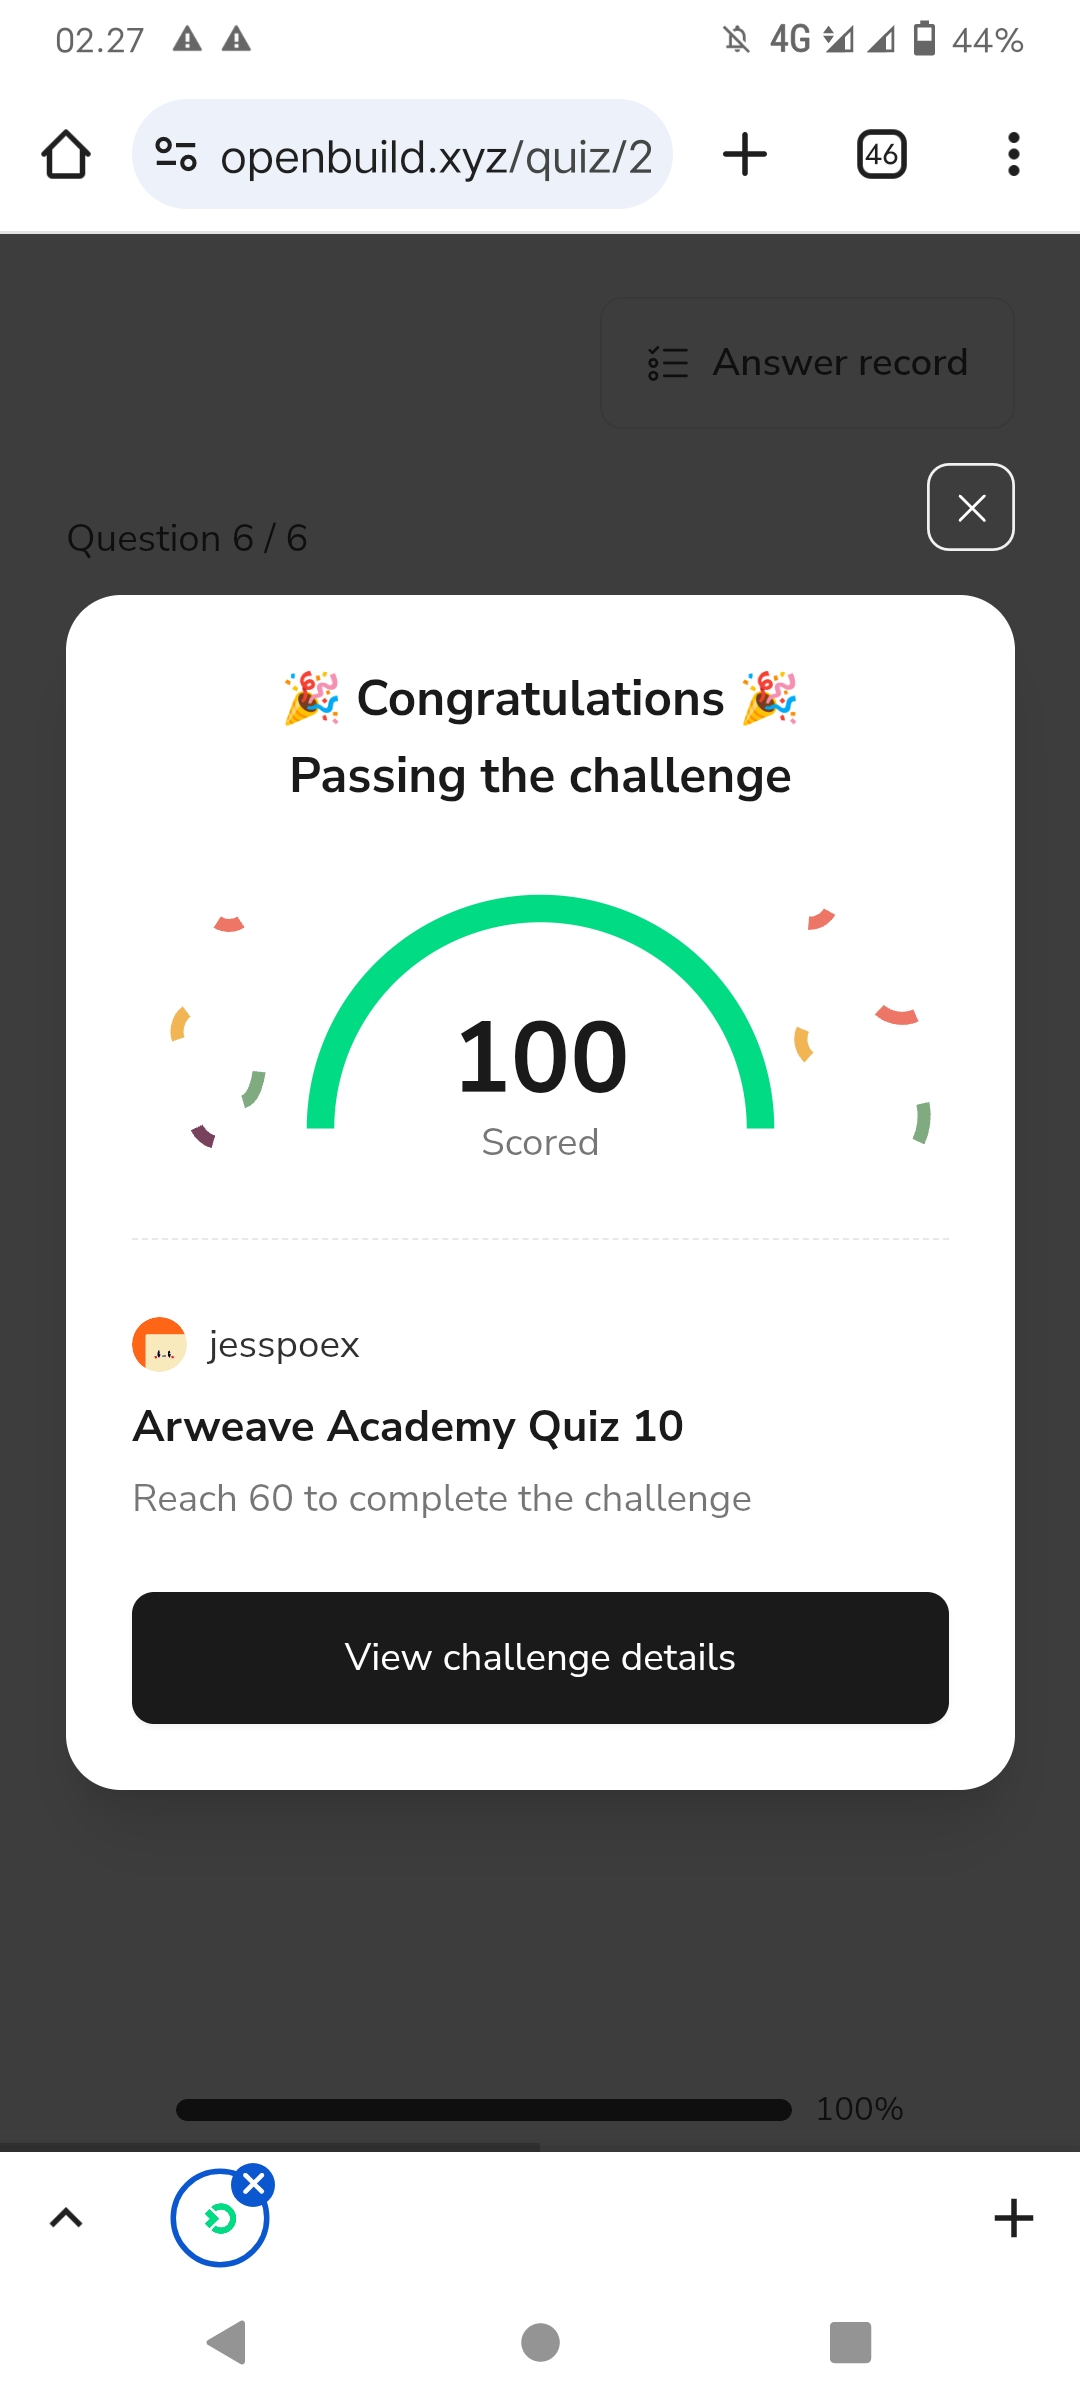 02.27 4G 44%
openbuild.xyz/quiz/2 46
Answer record
Question 6 / 6
🎉 Congratulations 🎉
Passing the challenge
100
Scored
jesspoex
Arweave Academy Quiz 10
Reach 60 to complete the challenge
View challenge details
100%